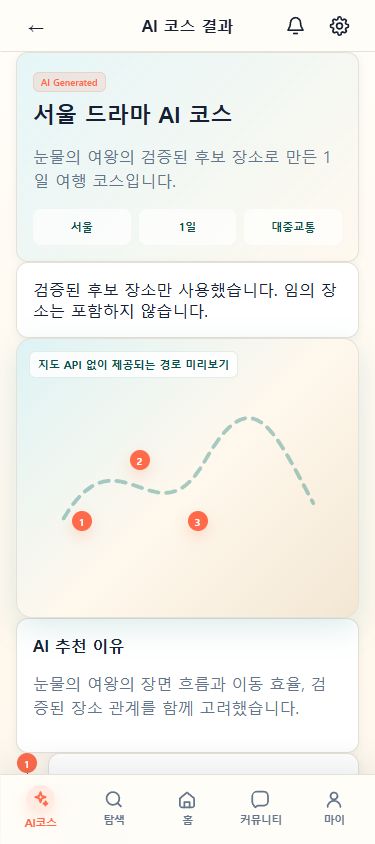 AI 코스 결과
AI Generated
서울 드라마 AI 코스
눈물의 여왕의 검증된 후보 장소로 만든 1
일 여행 코스입니다.
서울
1일
대중교통
검증된 후보 장소만 사용했습니다. 임의 장
소는 포함하지 않습니다.
지도 API 없이 제공되는 경로 미리보기
2
1
3
AI 추천 이유
눈물의 여왕의 장면 흐름과 이동 효율, 검
증된 장소 관계를 함께 고려했습니다.
1
AI코스
탐색
홈
커뮤니티
마이